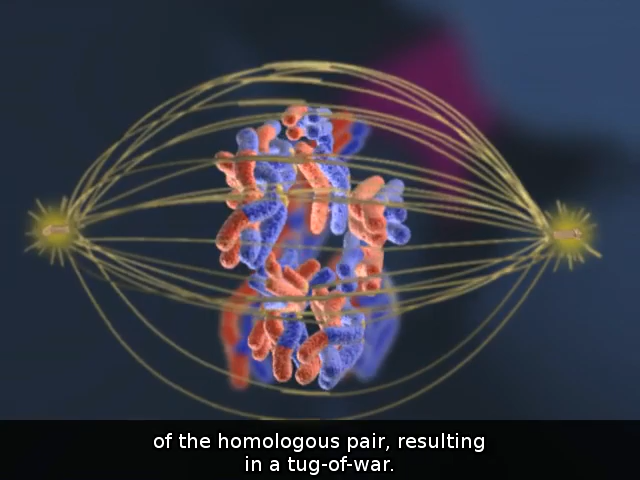 of the homologous pair, resulting
in a tug-of-war.